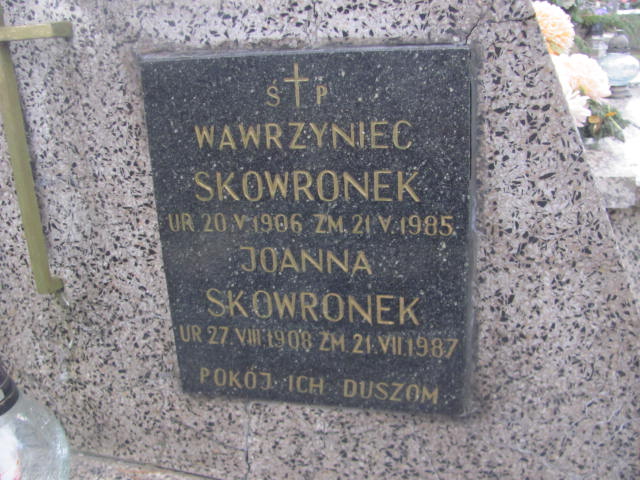 Ś P
WAWRZYNIEC
SKOWRONEK
UR 20 V 1906 ZM. 21 V. 1985.
JOANNA
SKOWRONEK
UR 27 VIII 1908 ZM 21. VII. 1987
POKÓJ ICH DUSZOM